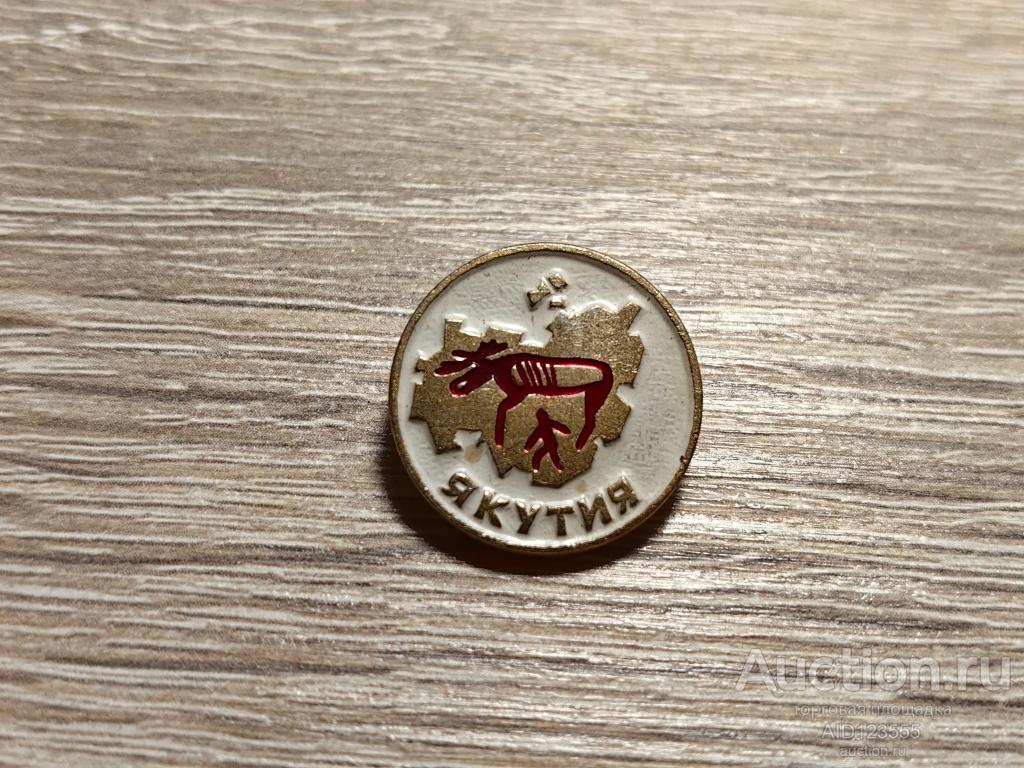 ЯКУТИЯ
Auction.ru
торговая площадка
AID123555
auction.ru